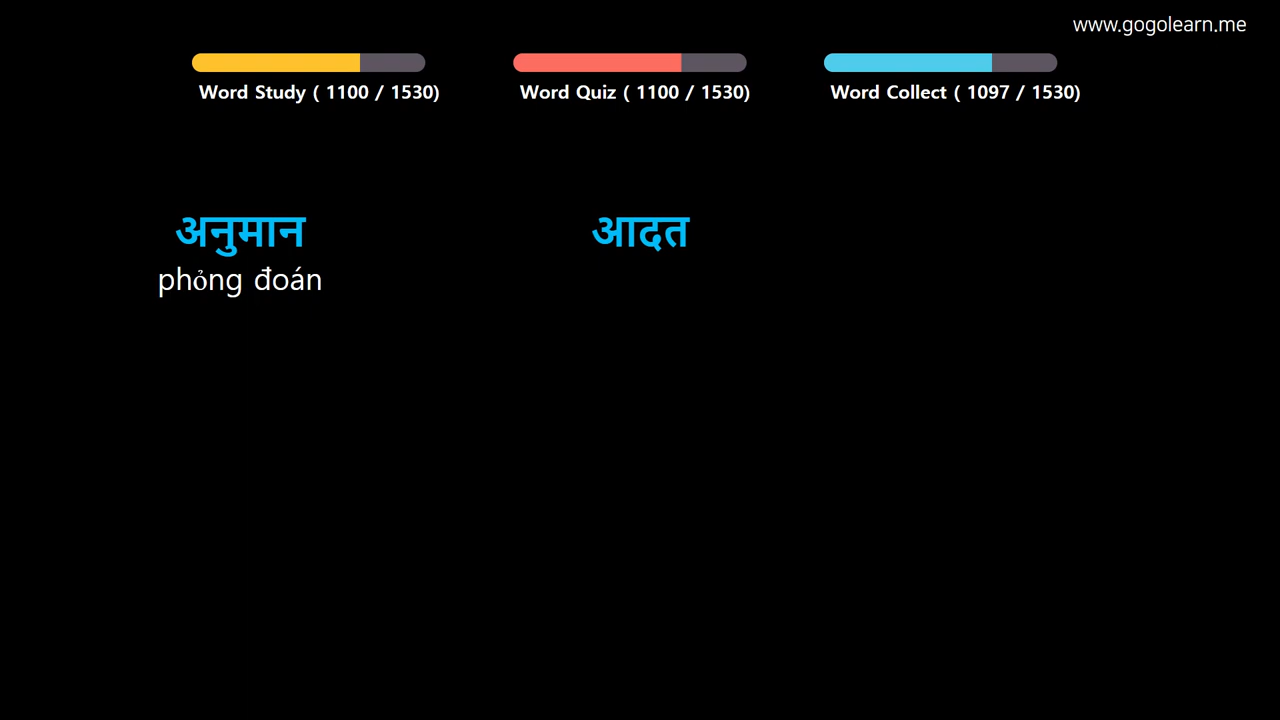 www.gogolearn.me
Word Study ( 1100 / 1530)
Word Quiz ( 1100 / 1530)
Word Collect ( 1097 / 1530)
अनुमान
phỏng đoán
आदत